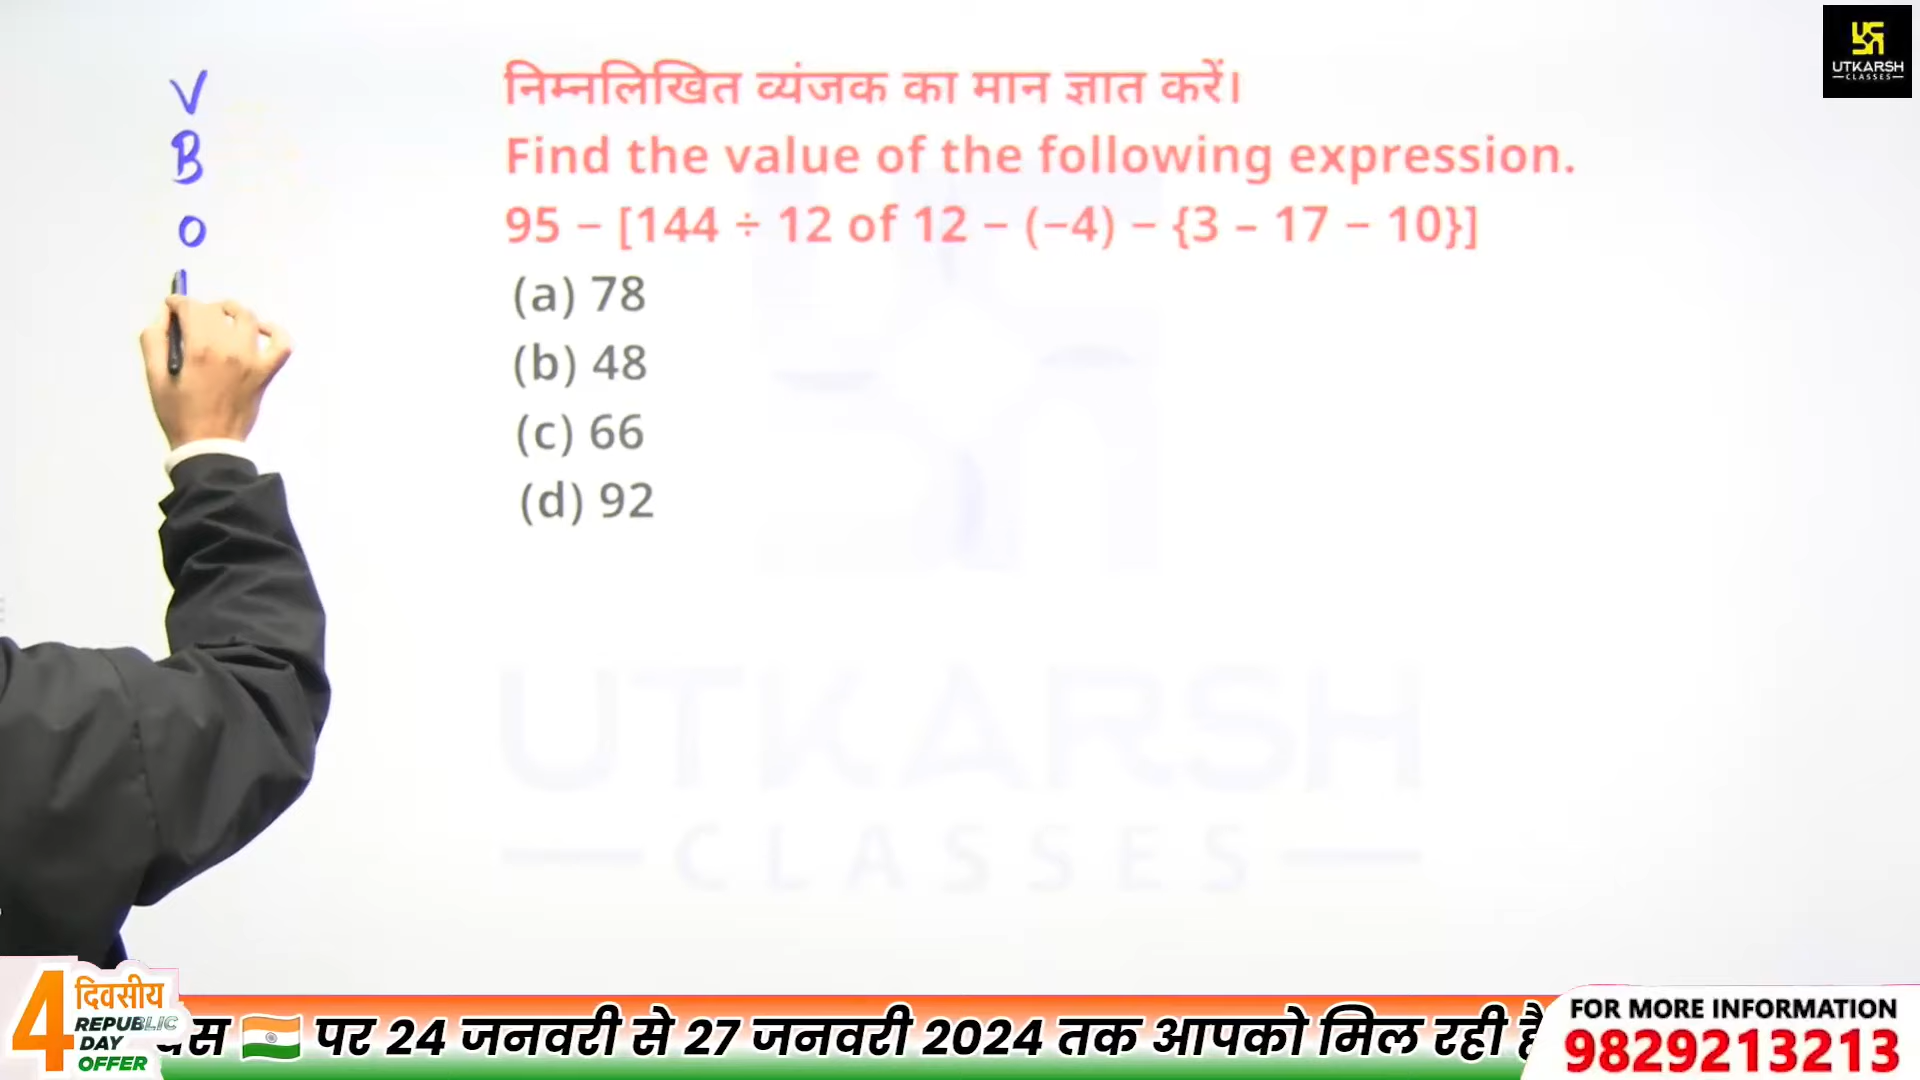 UTKARSH
CLASSES
V
B
O
निम्नलिखित व्यंजक का मान ज्ञात करें।
Find the value of the following expression.
95 − [144 ÷ 12 of 12 − (−4) − {3 – 17 − 10}]
(a) 78
(b) 48
(c) 66
(d) 92
UTKARSH
CLASSES
4 दिवसीय
REPUBLIC
DAY
OFFER
पर 24 जनवरी से 27 जनवरी 2024 तक आपको मिल रही है
FOR MORE INFORMATION
9829213213